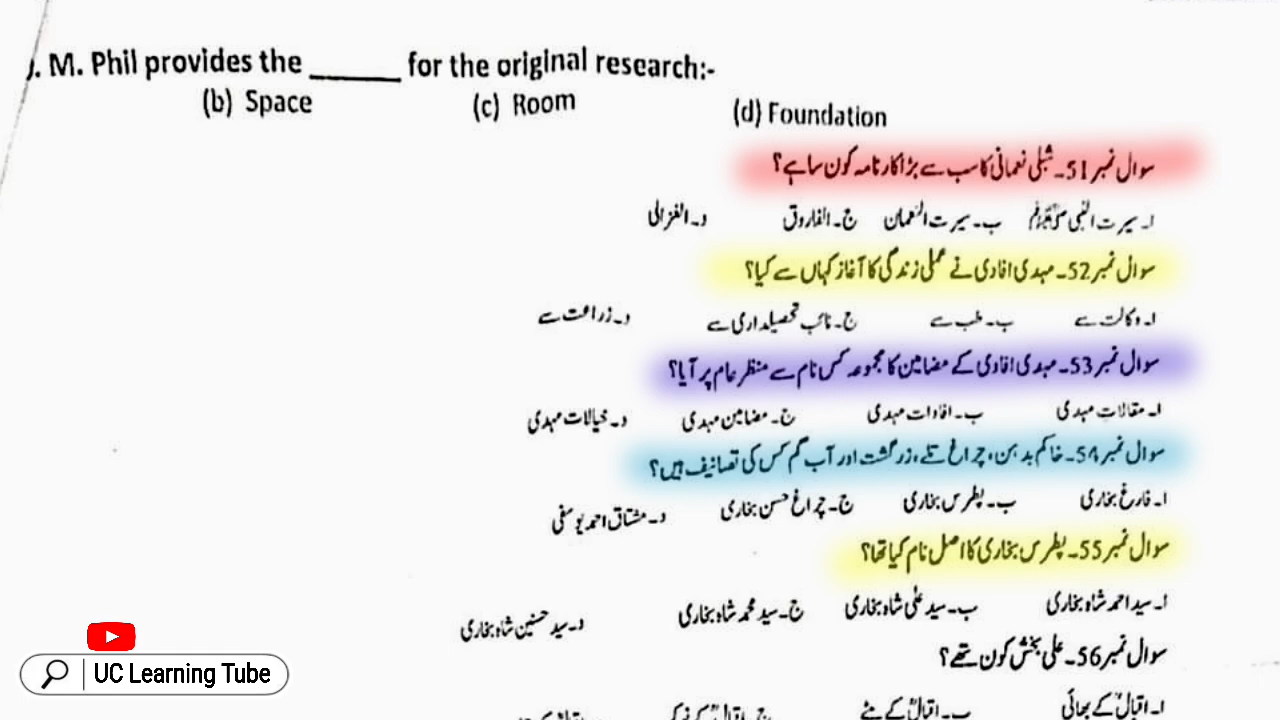 . M. Phil provides the ______ for the original research:-
(b) Space (c) Room (d) Foundation
سوال نمبر 51۔ شبلی نعمانی کا سب سے بڑا کارنامہ کون سا ہے؟
ا۔ سیرت النبی ﷺ ب۔ سیرت النعمان ج۔ الفاروق د۔ الغزالی
سوال نمبر 52۔ مہدی افادی نے عملی زندگی کا آغاز کہاں سے کیا؟
ا۔ وکالت سے ب۔ طب سے ج۔ نائب تحصیلداری سے د۔ زراعت سے
سوال نمبر 53۔ مہدی افادی کے مضامین کا مجموعہ کس نام سے منظر عام پر آیا؟
ا۔ مقالات مہدی ب۔ افادات مہدی ج۔ مضامین مہدی د۔ خیالات مہدی
سوال نمبر 54۔ خاکم بدہن، چراغ تلے، زرگشت اور آب گم کس کی تصانیف ہیں؟
ا۔ فارغ بخاری ب۔ پطرس بخاری ج۔ چراغ حسن بخاری د۔ مشتاق احمد یوسفی
سوال نمبر 55۔ پطرس بخاری کا اصل نام کیا تھا؟
ا۔ سید احمد شاہ بخاری ب۔ سید علی شاہ بخاری ج۔ سید محمد شاہ بخاری د۔ سید حسنین شاہ بخاری
سوال نمبر 56۔ علی بخش کون تھے؟
ا۔ اقبالؒ کے بھائی ب۔ اقبالؒ کے بیٹے ج۔ اقبالؒ کے نوکر
UC Learning Tube